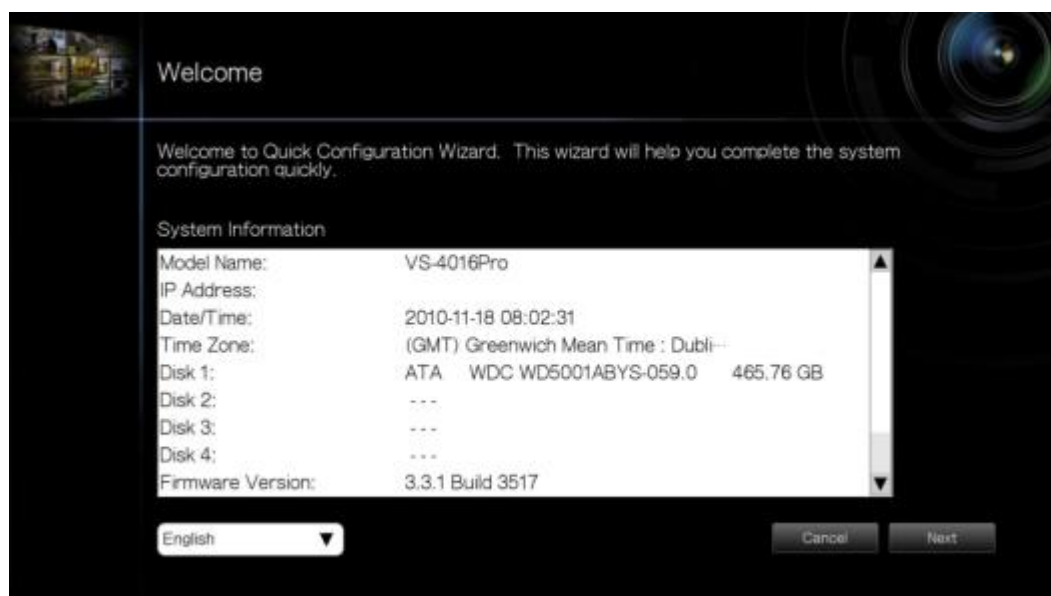 Welcome
Welcome to Quick Configuration Wizard. This wizard will help you complete the system
configuration quickly.
System Information
Model Name: VS-4016Pro
IP Address:
Date/Time: 2010-11-18 08:02:31
Time Zone: (GMT) Greenwich Mean Time : Dubli...
Disk 1: ATA WDC WD5001ABYS-059.0 465.76 GB
Disk 2: ---
Disk 3: ---
Disk 4: ---
Firmware Version: 3.3.1 Build 3517
English
Cancel Next